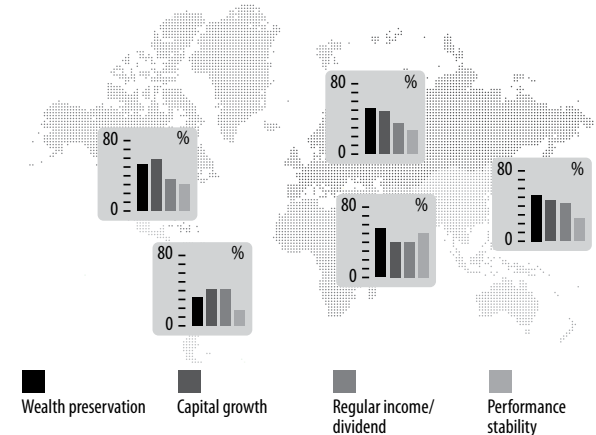 80 %
0
80 %
0
80 %
0
80 %
0
80 %
0
Wealth preservation
Capital growth
Regular income/
dividend
Performance
stability